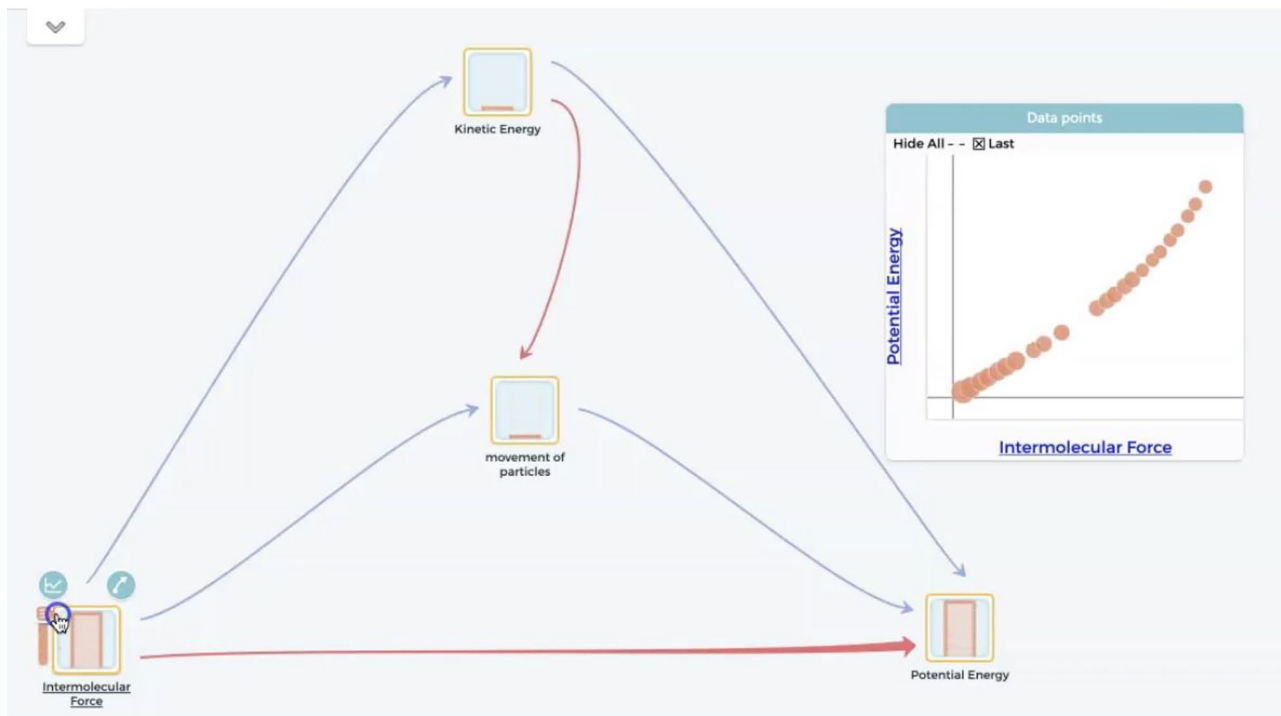 Kinetic Energy
Data points
Hide All - - ☒ Last
Potential Energy
Intermolecular Force
movement of
particles
Intermolecular
Force
Potential Energy